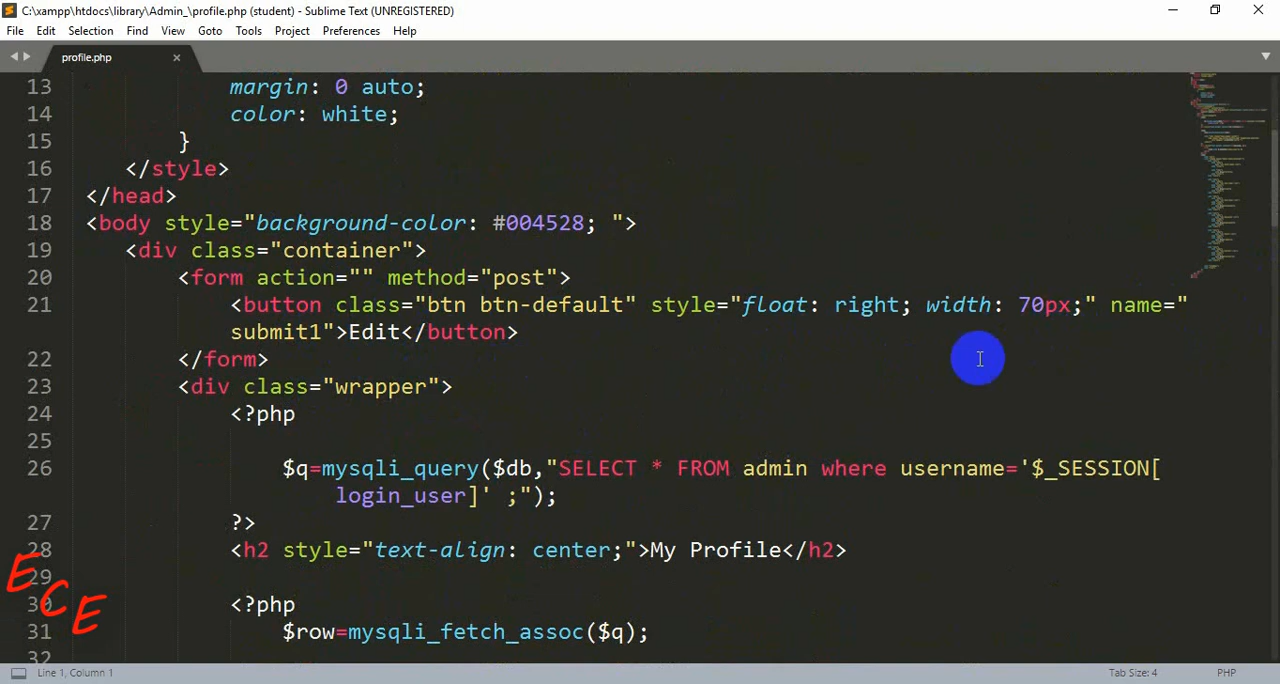 C:\xampp\htdocs\library\Admin_\profile.php (student) - Sublime Text (UNREGISTERED)
File Edit Selection Find View Goto Tools Project Preferences Help
profile.php
13 margin: 0 auto;
14 color: white;
15 }
16 </style>
17 </head>
18 <body style="background-color: #004528; ">
19 <div class="container">
20 <form action="" method="post">
21 <button class="btn btn-default" style="float: right; width: 70px;" name="
submit1">Edit</button>
22 </form>
23 <div class="wrapper">
24 <?php
25
26 $q=mysqli_query($db,"SELECT * FROM admin where username='$_SESSION[
login_user]' ;");
27 ?>
28 <h2 style="text-align: center;">My Profile</h2>
29
30 <?php
31 $row=mysqli_fetch_assoc($q);
32
ECE
Line 1, Column 1 Tab Size: 4 PHP